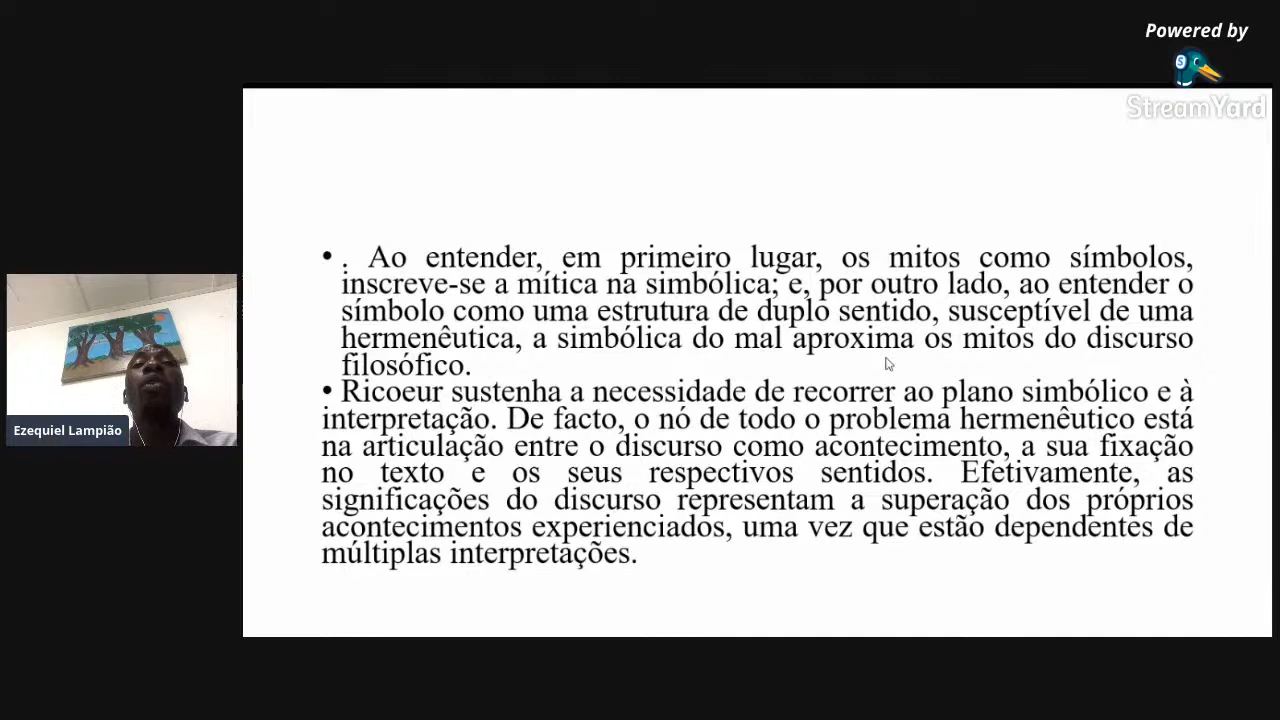 Powered by
StreamYard
• . Ao entender, em primeiro lugar, os mitos como símbolos,
inscreve-se a mítica na simbólica; e, por outro lado, ao entender o
símbolo como uma estrutura de duplo sentido, susceptível de uma
hermenêutica, a simbólica do mal aproxima os mitos do discurso
filosófico.
• Ricoeur sustenha a necessidade de recorrer ao plano simbólico e à
interpretação. De facto, o nó de todo o problema hermenêutico está
na articulação entre o discurso como acontecimento, a sua fixação
no texto e os seus respectivos sentidos. Efetivamente, as
significações do discurso representam a superação dos próprios
acontecimentos experienciados, uma vez que estão dependentes de
múltiplas interpretações.
Ezequiel Lampião